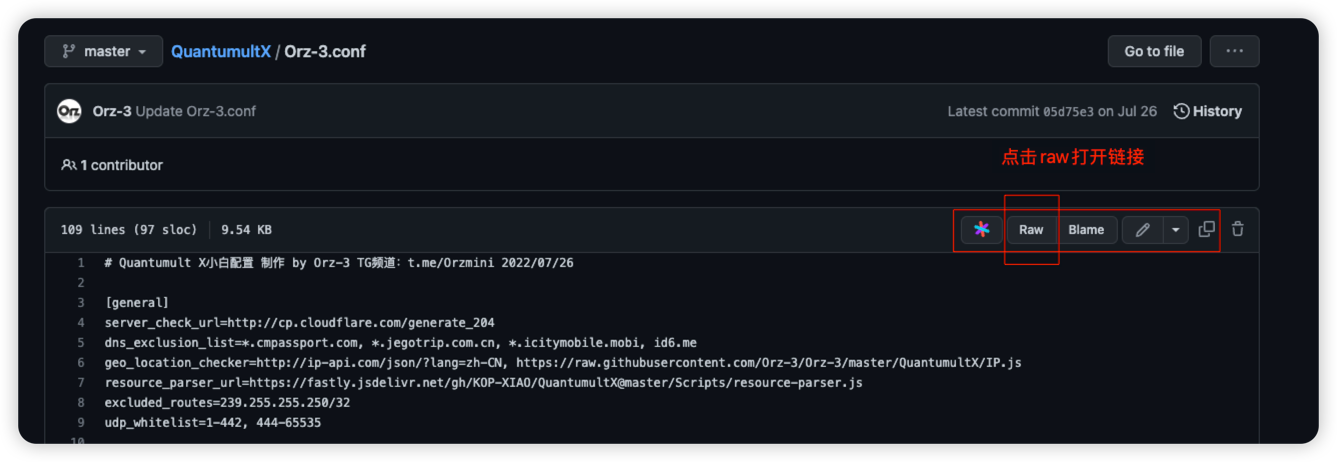 master QuantumultX / Orz-3.conf Go to file ...
Orz Orz-3 Update Orz-3.conf Latest commit 05d75e3 on Jul 26 History
1 contributor
点击raw打开链接
109 lines (97 sloc) 9.54 KB Raw Blame
1 # Quantumult X小白配置 制作 by Orz-3 TG频道：t.me/Orzmini 2022/07/26
2
3 [general]
4 server_check_url=http://cp.cloudflare.com/generate_204
5 dns_exclusion_list=*.cmpassport.com, *.jegotrip.com.cn, *.icitymobile.mobi, id6.me
6 geo_location_checker=http://ip-api.com/json/?lang=zh-CN, https://raw.githubusercontent.com/Orz-3/Orz-3/master/QuantumultX/IP.js
7 resource_parser_url=https://fastly.jsdelivr.net/gh/KOP-XIAO/QuantumultX@master/Scripts/resource-parser.js
8 excluded_routes=239.255.255.250/32
9 udp_whitelist=1-442, 444-65535
10